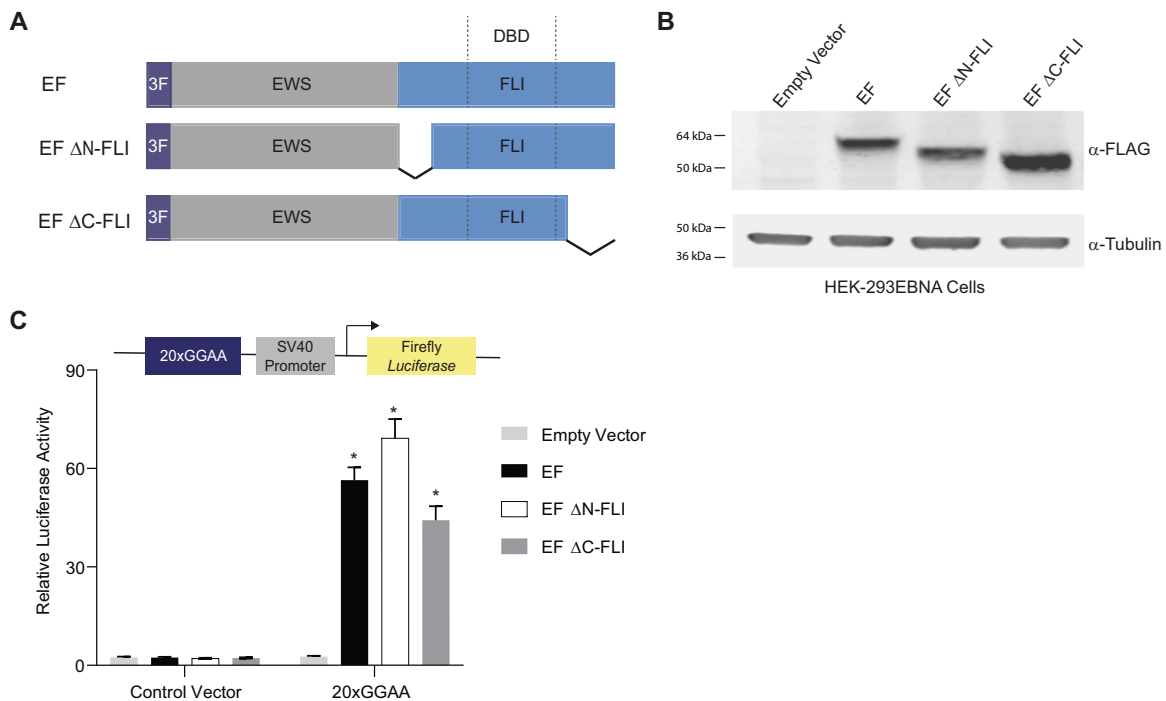 A
DBD
EF
3F
EWS
FLI
EF ΔN-FLI
3F
EWS
FLI
EF ΔC-FLI
3F
EWS
FLI
B
Empty Vector
EF
EF ΔN-FLI
EF ΔC-FLI
64 kDa
50 kDa
α-FLAG
50 kDa
36 kDa
α-Tubulin
HEK-293EBNA Cells
C
20xGGAA
SV40
Promoter
Firefly
Luciferase
Relative Luciferase Activity
90
60
30
0
*
*
*
Control Vector
20xGGAA
Empty Vector
EF
EF ΔN-FLI
EF ΔC-FLI